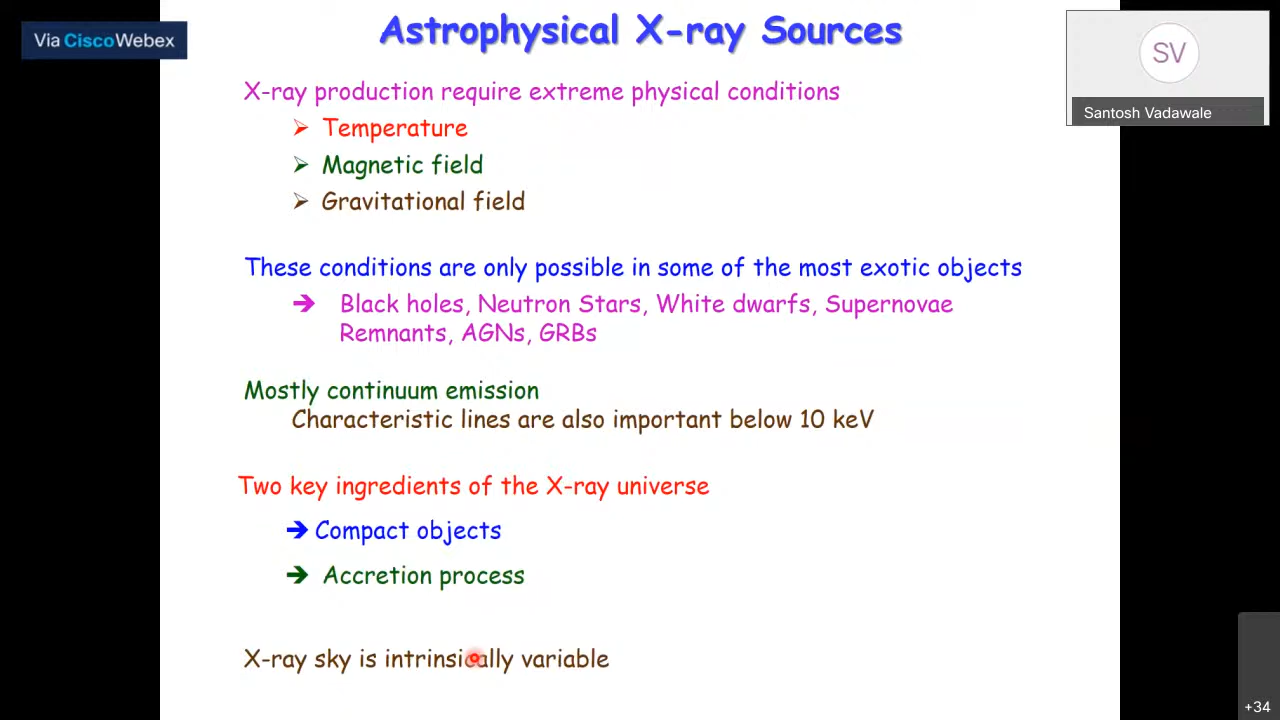 Via Cisco Webex
Astrophysical X-ray Sources
SV
Santosh Vadawale
X-ray production require extreme physical conditions
➢ Temperature
➢ Magnetic field
➢ Gravitational field
These conditions are only possible in some of the most exotic objects
➔ Black holes, Neutron Stars, White dwarfs, Supernovae
Remnants, AGNs, GRBs
Mostly continuum emission
Characteristic lines are also important below 10 keV
Two key ingredients of the X-ray universe
➔ Compact objects
➔ Accretion process
X-ray sky is intrinsically variable
+34